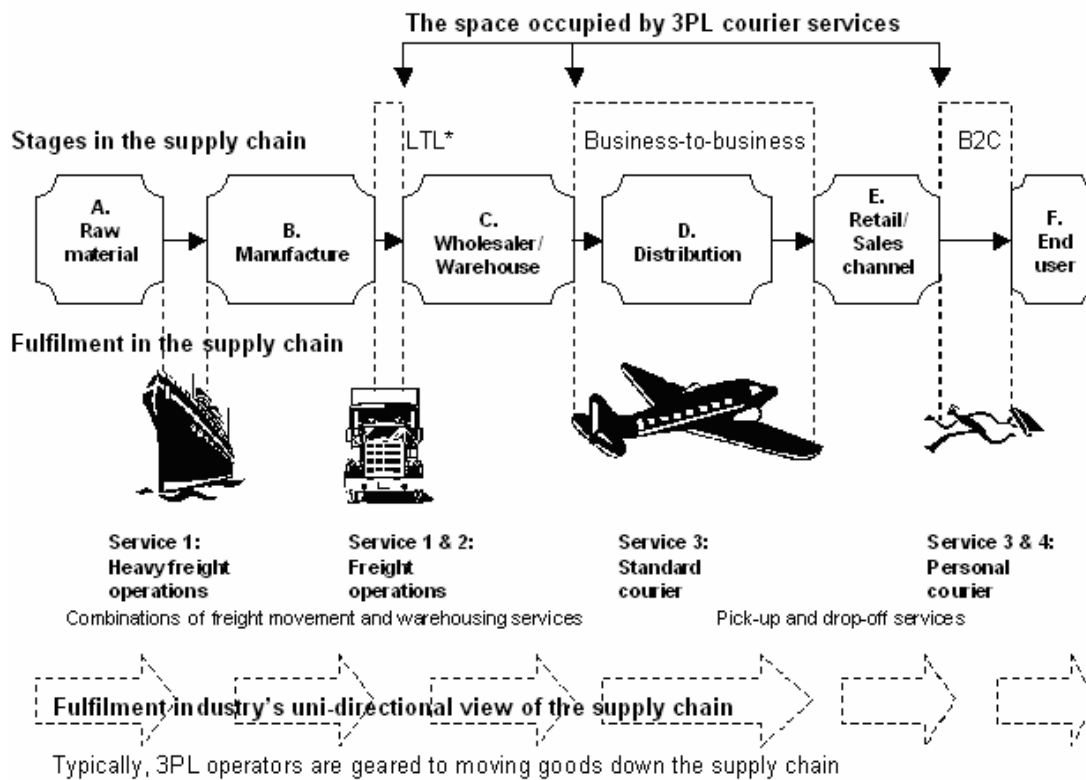 The space occupied by 3PL courier services
Stages in the supply chain
LTL*
Business-to-business
B2C
A.
Raw
material
B.
Manufacture
C.
Wholesaler/
Warehouse
D.
Distribution
E.
Retail/
Sales
channel
F.
End
user
Fulfilment in the supply chain
Service 1:
Heavy freight
operations
Service 1 & 2:
Freight
operations
Service 3:
Standard
courier
Service 3 & 4:
Personal
courier
Combinations of freight movement and warehousing services
Pick-up and drop-off services
Fulfilment industry's uni-directional view of the supply chain
Typically, 3PL operators are geared to moving goods down the supply chain